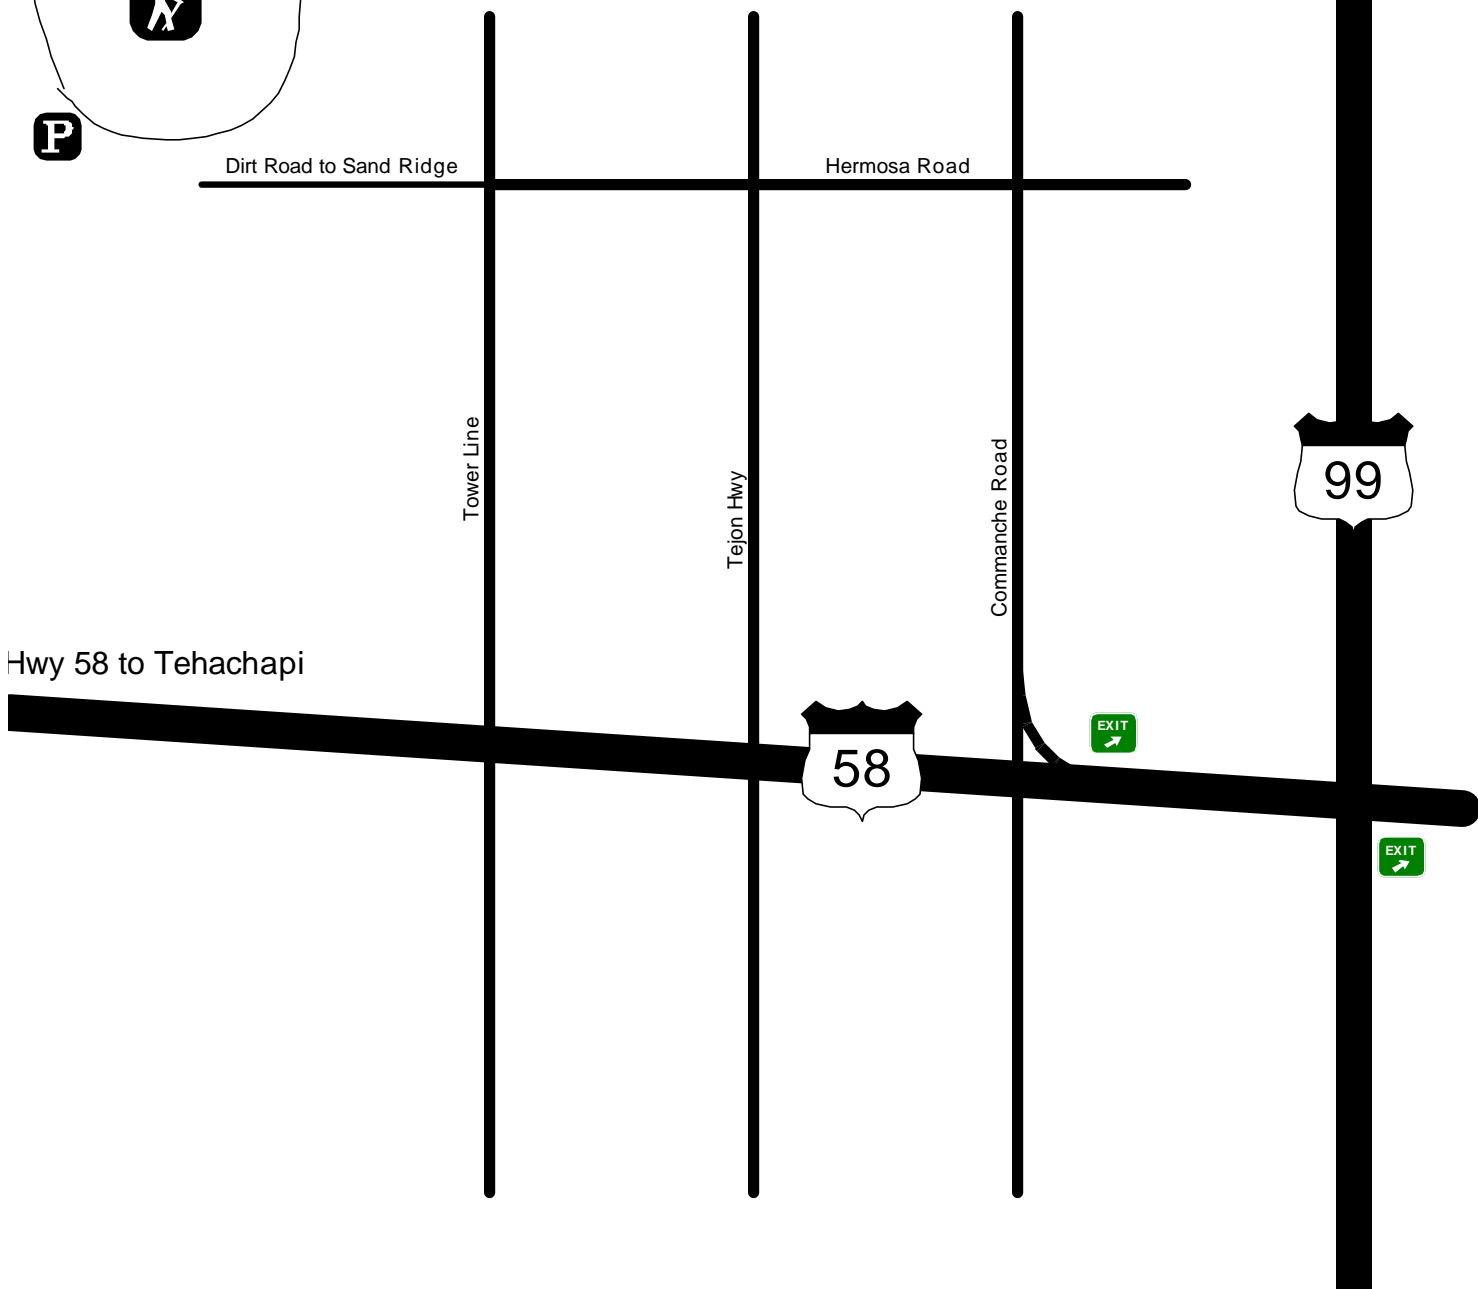 P
Dirt Road to Sand Ridge
Hermosa Road
Tower Line
Tejon Hwy
Commanche Road
99
Hwy 58 to Tehachapi
58
EXIT
EXIT